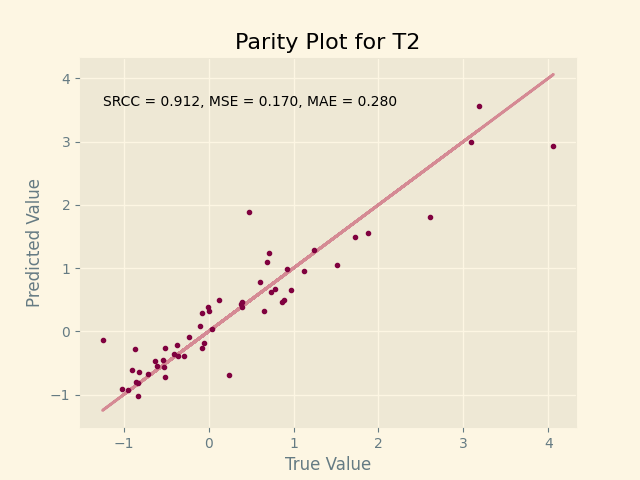 Parity Plot for T2
SRCC = 0.912, MSE = 0.170, MAE = 0.280
4
3
2
1
0
−1
Predicted Value
−1 0 1 2 3 4
True Value